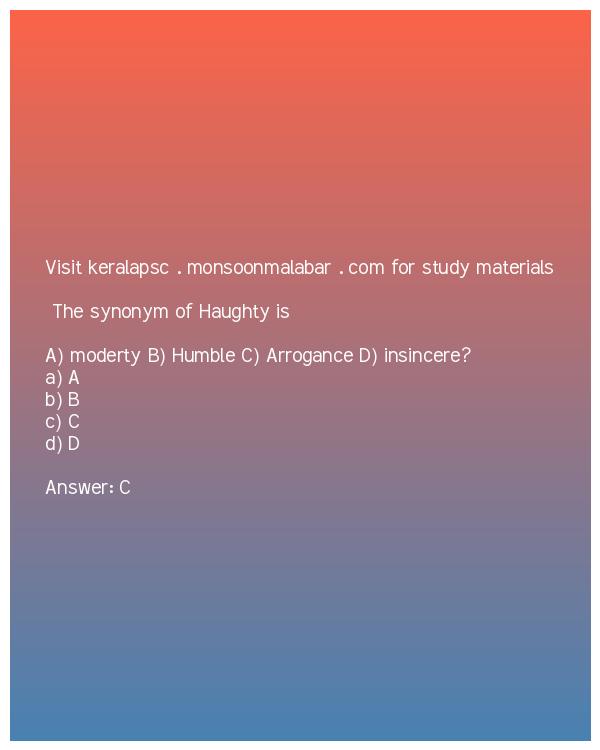 Visit keralapsc . monsoonmalabar . com for study materials
The synonym of Haughty is
A) moderty B) Humble C) Arrogance D) insincere?
a) A
b) B
c) C
d) D
Answer: C